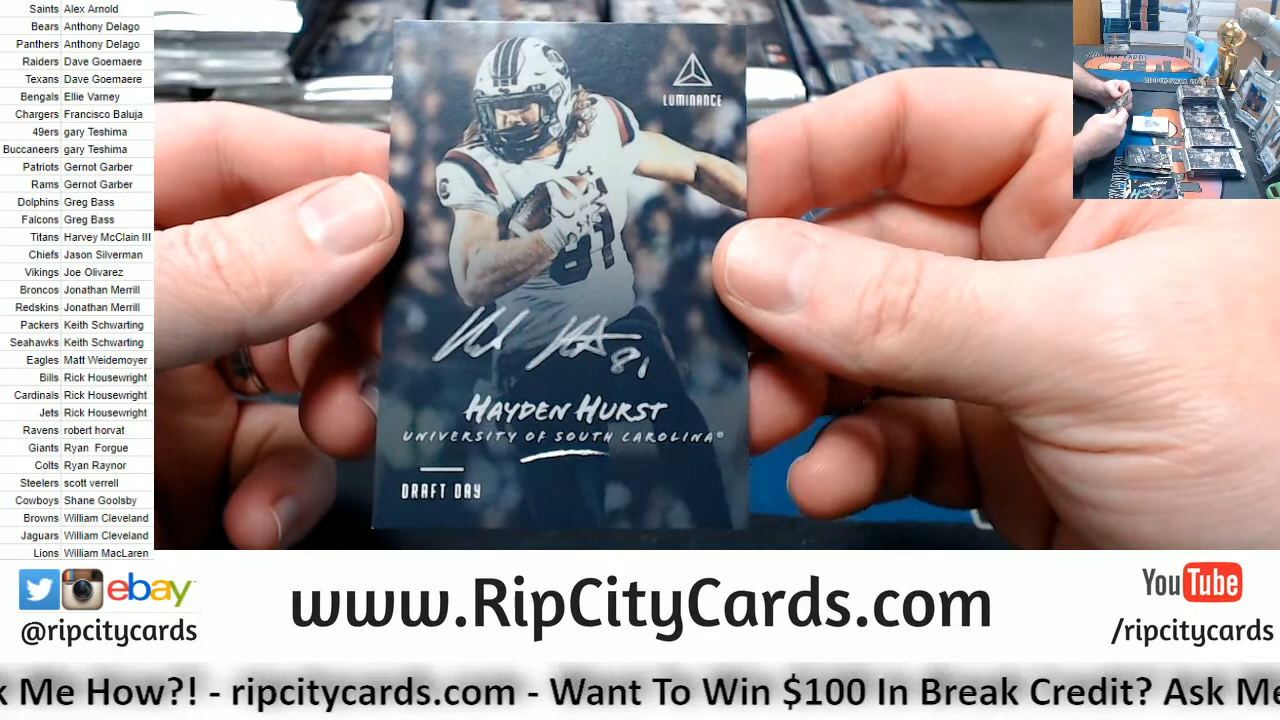 Saints Alex Arnold
Bears Anthony Delago
Panthers Anthony Delago
Raiders Dave Goemaere
Texans Dave Goemaere
Bengals Ellie Varney
Chargers Francisco Baluja
49ers gary Teshima
Buccaneers gary Teshima
Patriots Gernot Garber
Rams Gernot Garber
Dolphins Greg Bass
Falcons Greg Bass
Titans Harvey McClain III
Chiefs Jason Silverman
Vikings Joe Olivarez
Broncos Jonathan Merrill
Redskins Jonathan Merrill
Packers Keith Schwarting
Seahawks Keith Schwarting
Eagles Matt Weidemoyer
Bills Rick Housewright
Cardinals Rick Housewright
Jets Rick Housewright
Ravens robert horvat
Giants Ryan Forgue
Colts Ryan Raynor
Steelers scott verrell
Cowboys Shane Goolsby
Browns William Cleveland
Jaguars William Cleveland
Lions William MacLaren
LUMINANCE
81
81
HAYDEN HURST
UNIVERSITY OF SOUTH CAROLINA®
DRAFT DAY
ebay
@ripcitycards
www.RipCityCards.com
YouTube
/ripcitycards
k Me How?! - ripcitycards.com - Want To Win $100 In Break Credit? Ask Me